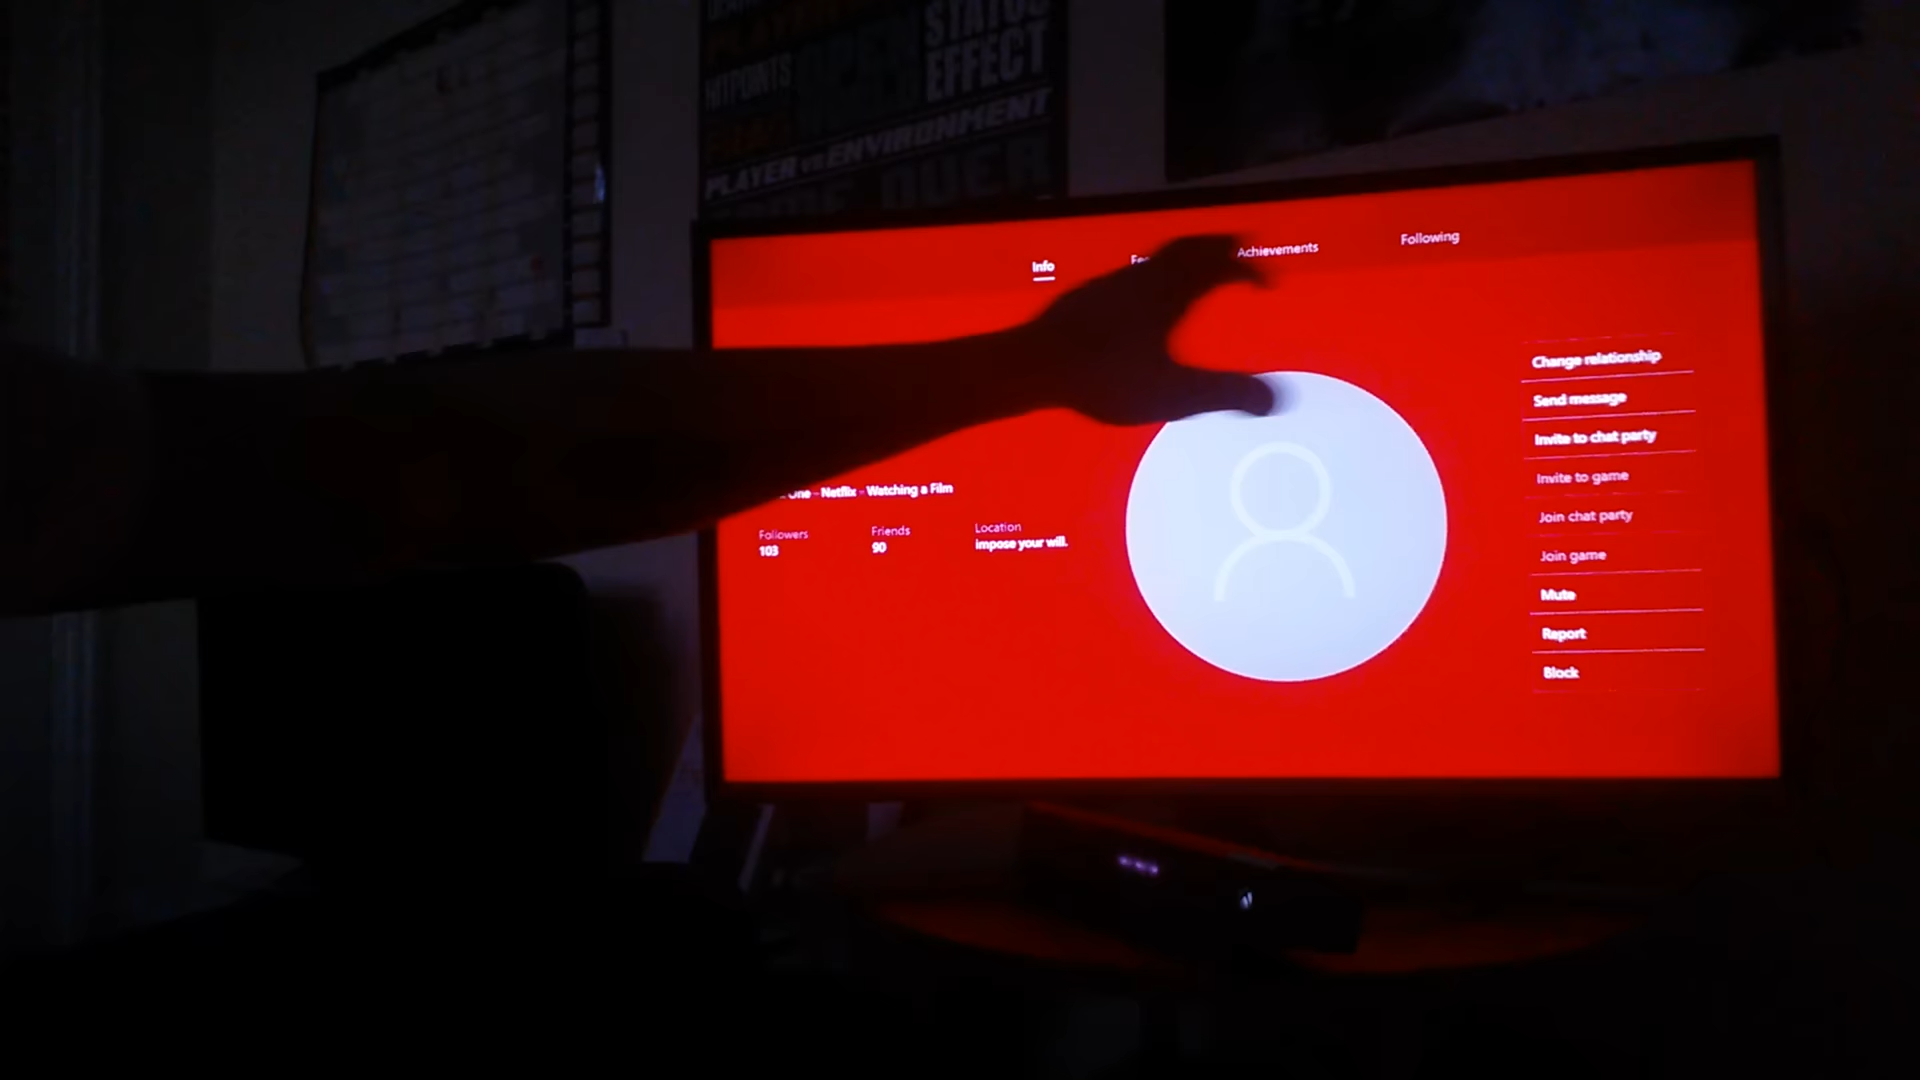 STATUS
HITPOINTS
EFFECT
PLAYER VS ENVIRONMENT
Info
Achievements
Following
One - Netflix - Watching a Film
Followers
103
Friends
90
Location
impose your will.
Change relationship
Send message
Invite to chat party
Invite to game
Join chat party
Join game
Mute
Report
Block